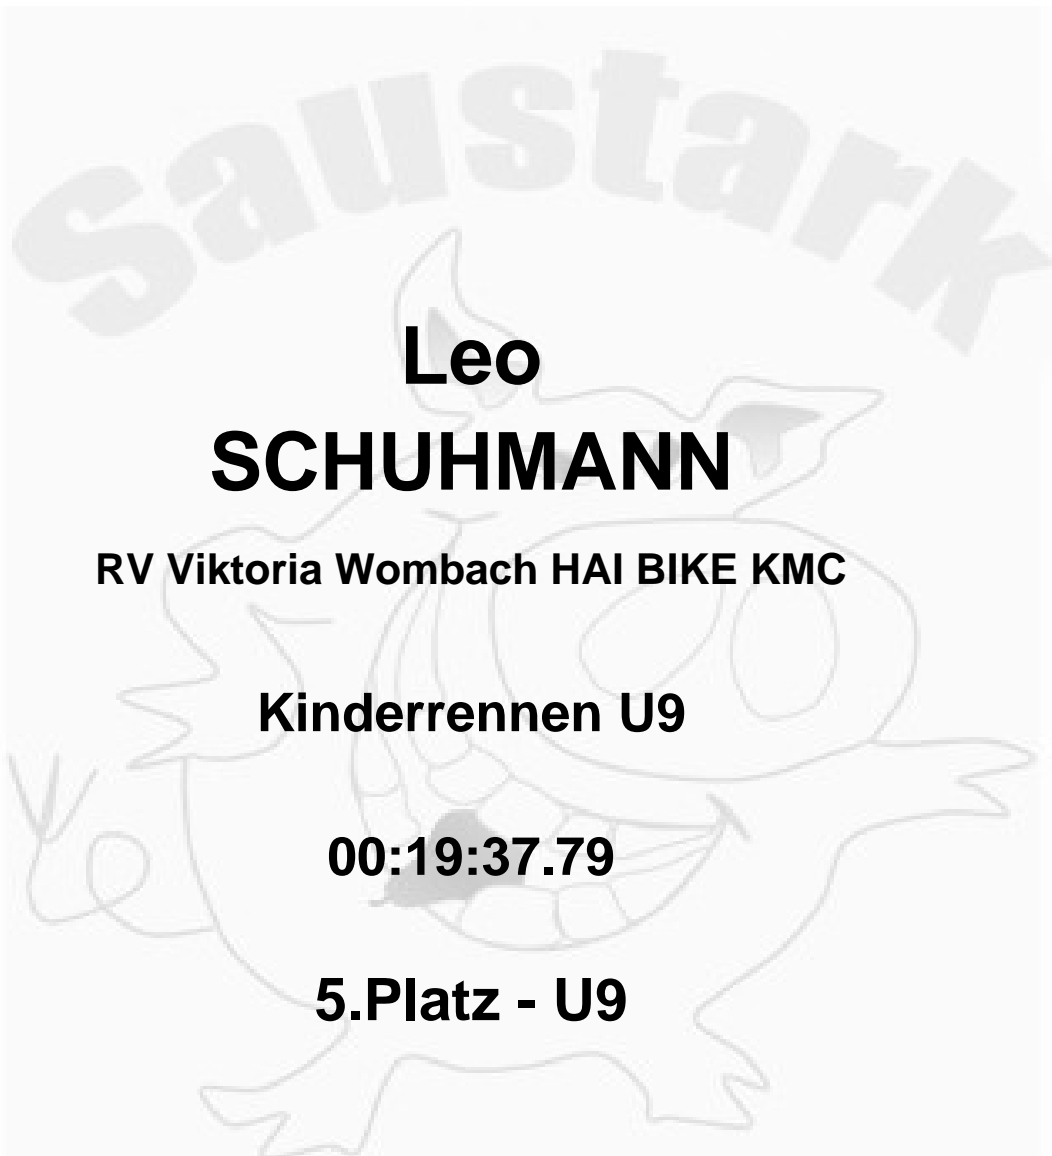 Saustark
Leo
SCHUHMANN
RV Viktoria Wombach HAI BIKE KMC
Kinderrennen U9
00:19:37.79
5.Platz - U9